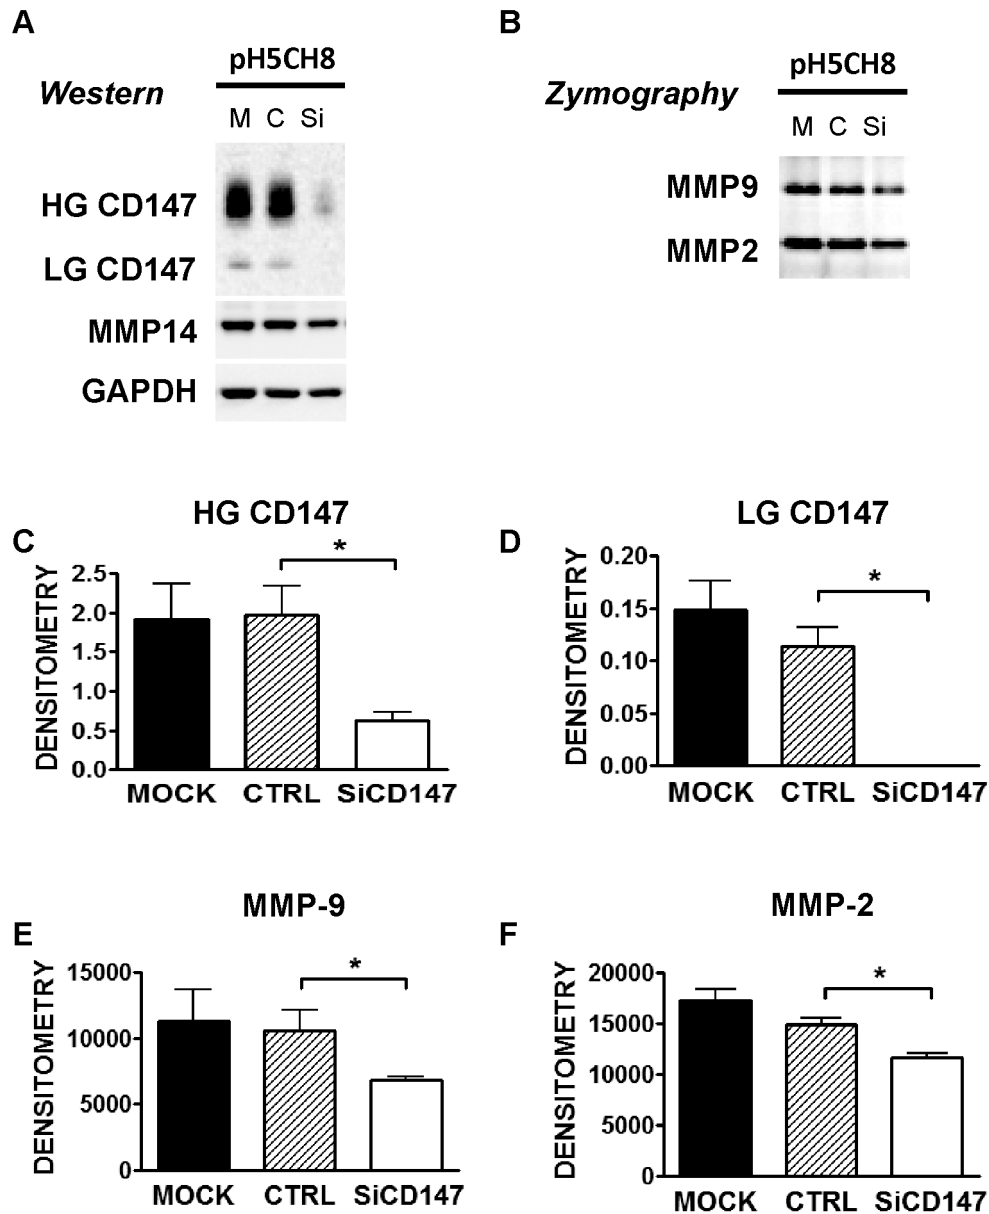 A
pH5CH8
Western
M C Si
HG CD147
LG CD147
MMP14
GAPDH
B
pH5CH8
Zymography
M C Si
MMP9
MMP2
C
HG CD147
DENSITOMETRY
2.5
2.0
1.5
1.0
0.5
0.0
*
MOCK CTRL SiCD147
D
LG CD147
DENSITOMETRY
0.20
0.15
0.10
0.05
0.00
*
MOCK CTRL SiCD147
E
MMP-9
DENSITOMETRY
15000
10000
5000
0
*
MOCK CTRL SiCD147
F
MMP-2
DENSITOMETRY
20000
15000
10000
5000
0
*
MOCK CTRL SiCD147